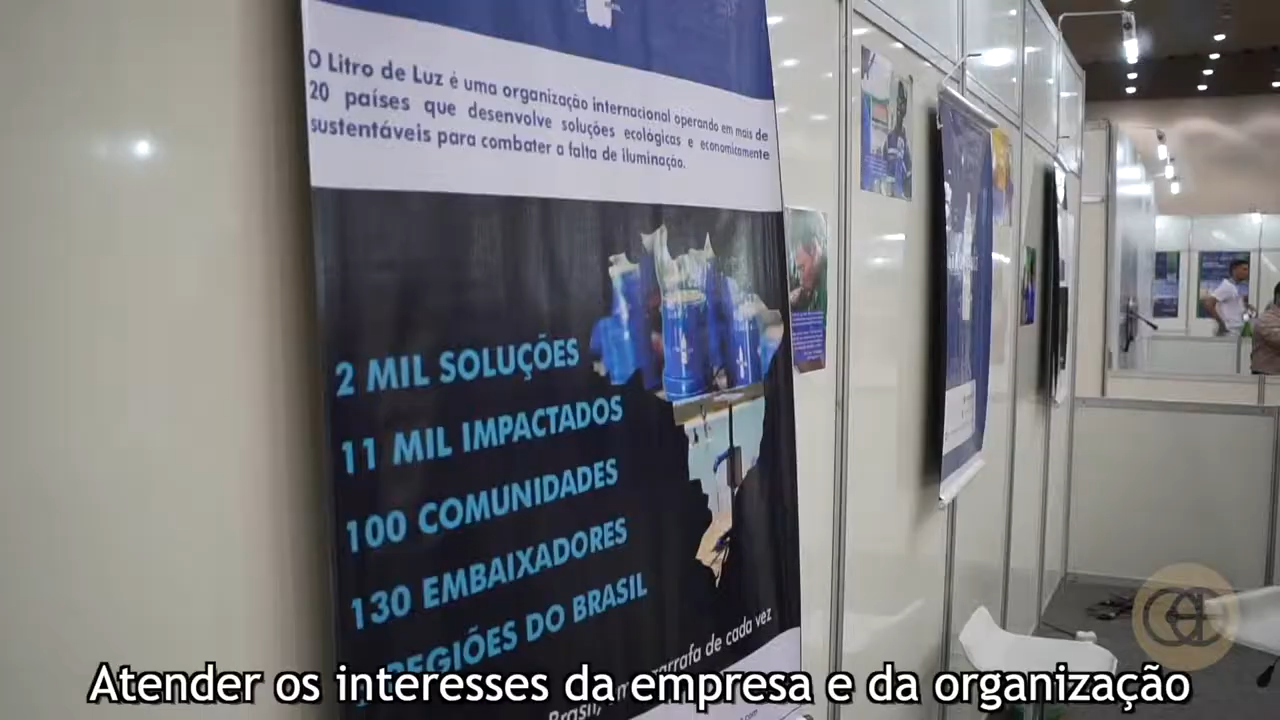 O Litro de Luz é uma organização internacional operando em mais de
20 países que desenvolve soluções ecológicas e economicamente
sustentáveis para combater a falta de iluminação.
2 MIL SOLUÇÕES
11 MIL IMPACTADOS
100 COMUNIDADES
130 EMBAIXADORES
REGIÕES DO BRASIL
garrafa de cada vez
Brasil,
Atender os interesses da empresa e da organização